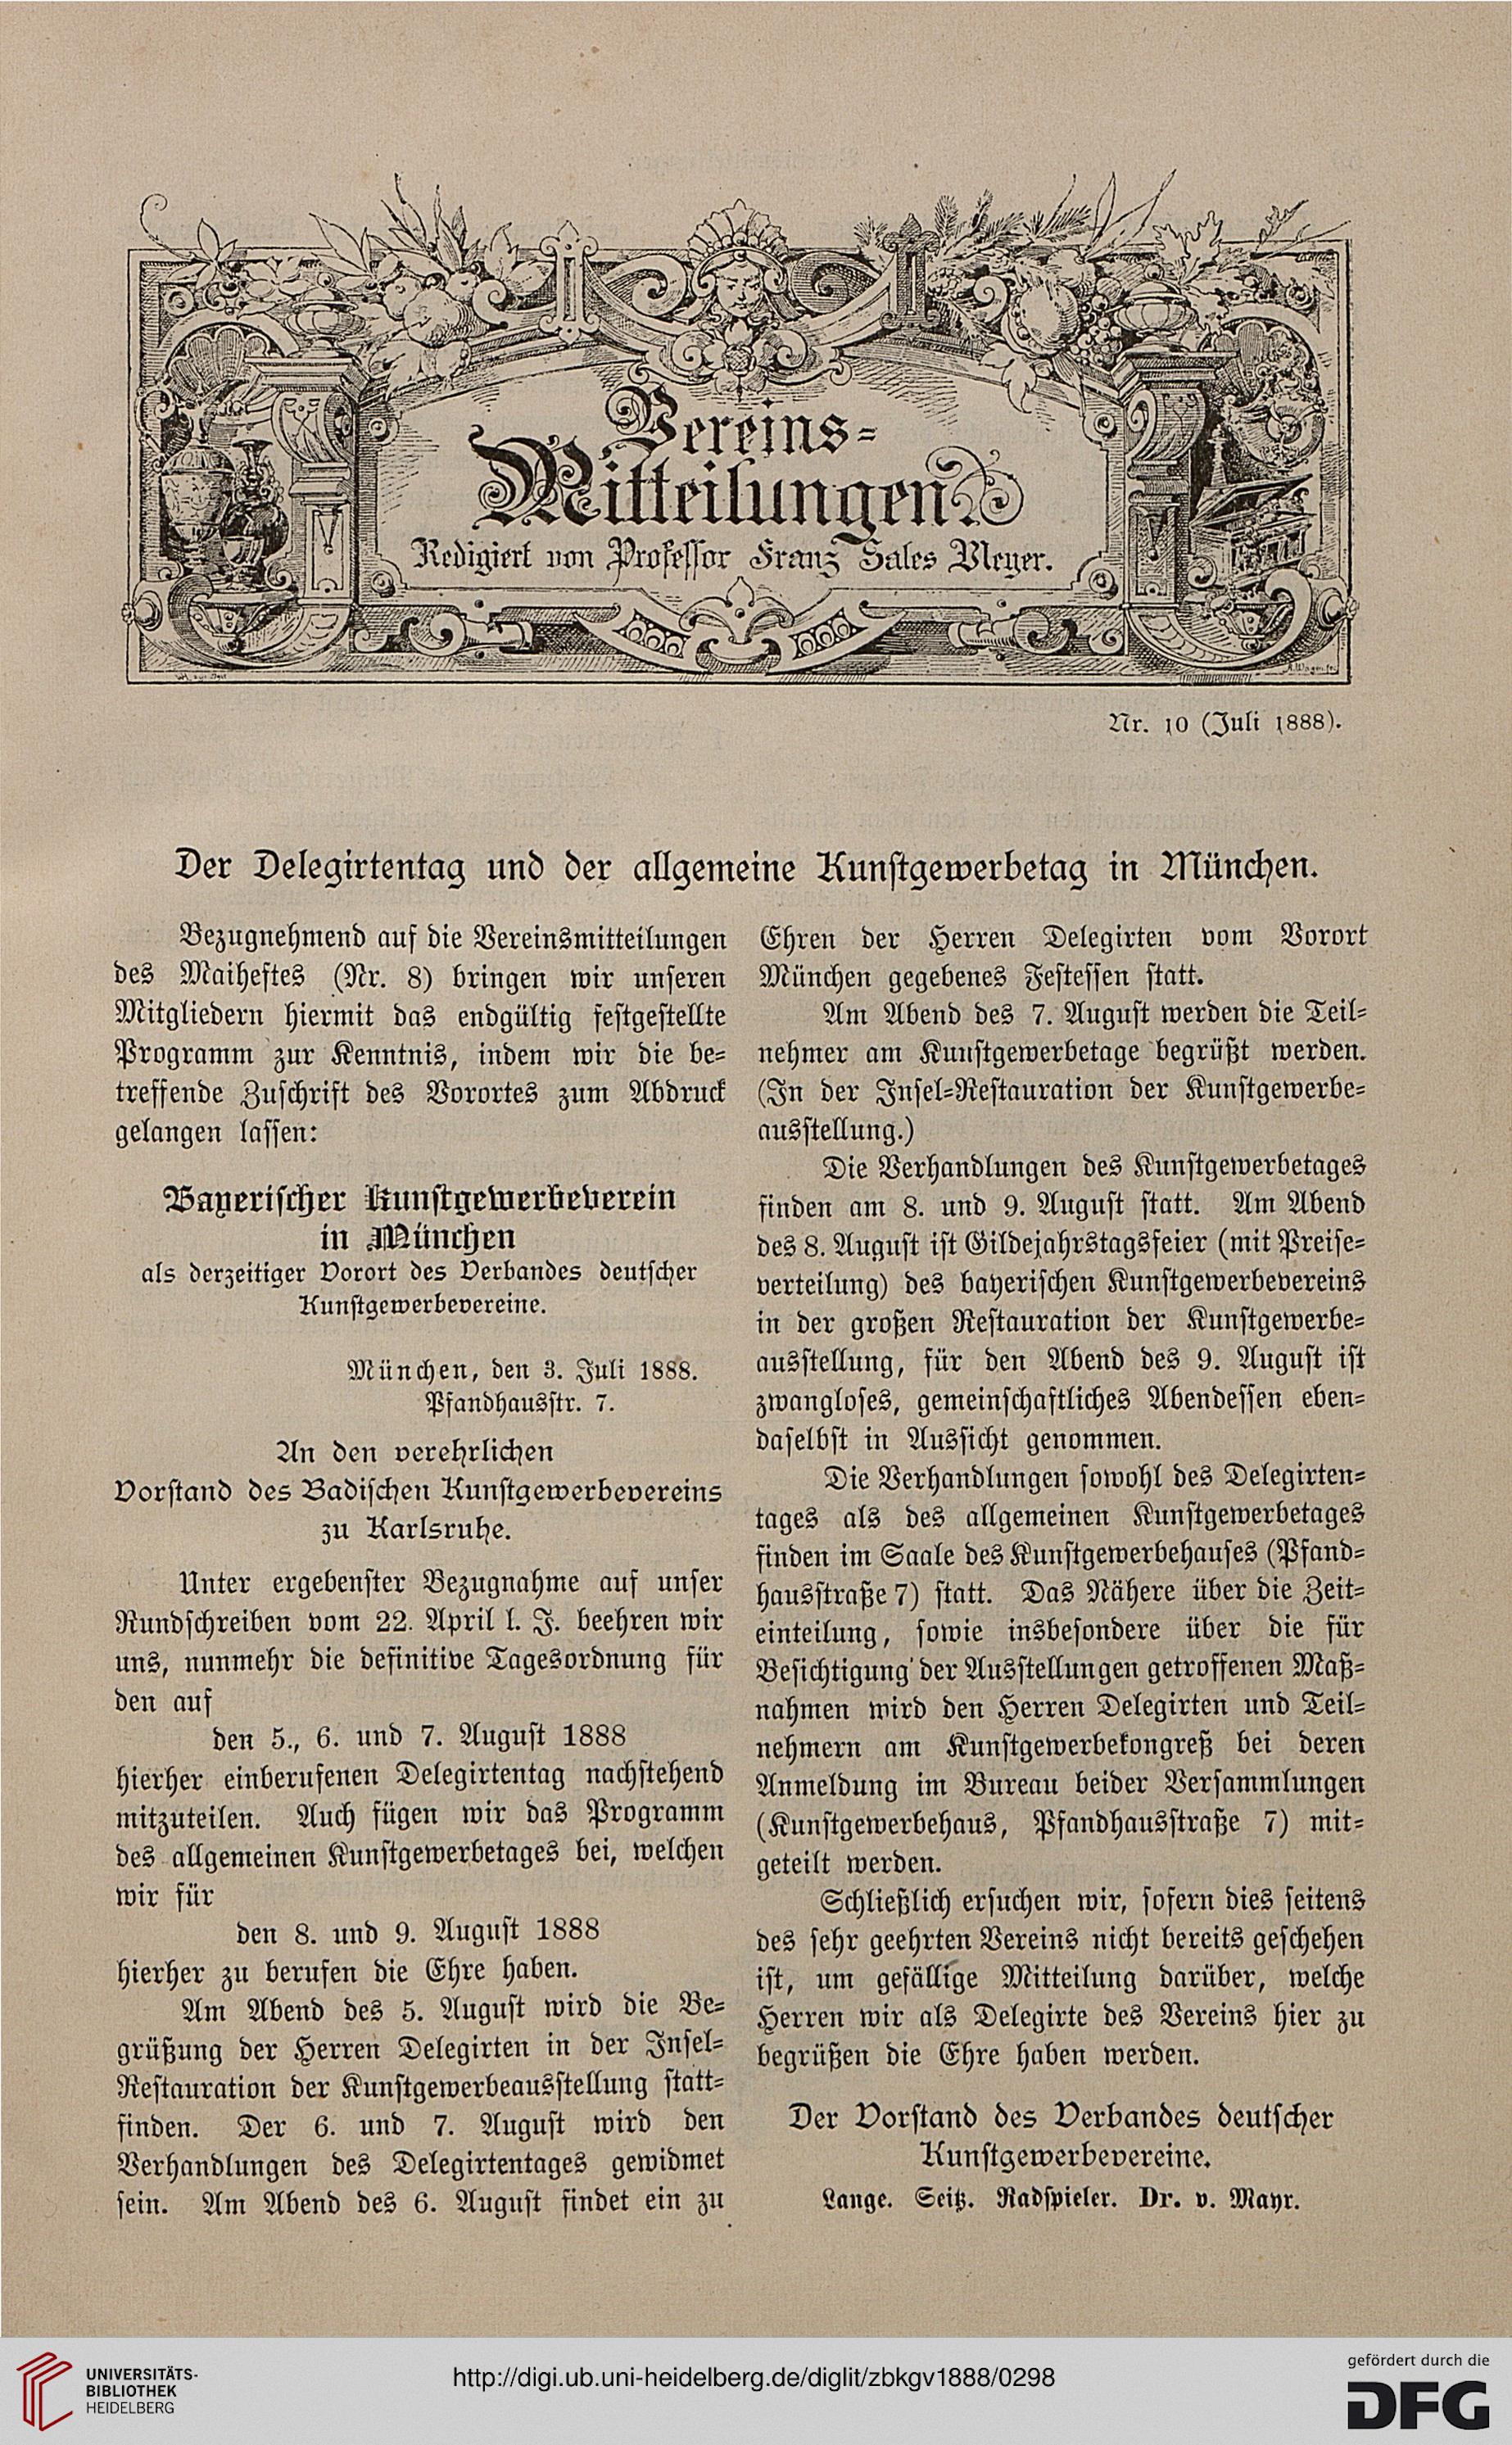 Vereins-
Mitteilungen
Redigiert von Professor Franz Sales Meyer.
Nr. 10 (Juli 1888).
Der Delegirtentag und der allgemeine Kunstgewerbetag in München.
Bezugnehmend auf die Vereinsmitteilungen
des Maiheftes (Nr. 8) bringen wir unseren
Mitgliedern hiermit das endgültig festgestellte
Programm zur Kenntnis, indem wir die be-
treffende Zuschrift des Vorortes zum Abdruck
gelangen lassen:
Bayerischer Kunstgewerbeverein
in München
als derzeitiger Vorort des Verbandes deutscher
Kunstgewerbevereine.
München, den 3. Juli 1888.
Pfandhausstr. 7.
An den verehrlichen
Vorstand des Badischen Kunstgewerbevereins
zu Karlsruhe.
Unter ergebenster Bezugnahme auf unser
Rundschreiben vom 22. April l. J. beehren wir
uns, nunmehr die definitive Tagesordnung für
den auf
den 5., 6. und 7. August 1888
hierher einberufenen Delegirtentag nachstehend
mitzuteilen. Auch fügen wir das Programm
des allgemeinen Kunstgewerbetages bei, welchen
wir für
den 8. und 9. August 1888
hierher zu berufen die Ehre haben.
Am Abend des 5. August wird die Be-
grüßung der Herren Delegirten in der Insel-
Restauration der Kunstgewerbeausstellung statt-
finden. Der 6. und 7. August wird den
Verhandlungen des Delegirtentages gewidmet
sein. Am Abend des 6. August findet ein zu
Ehren der Herren Delegirten vom Vorort
München gegebenes Festessen statt.
Am Abend des 7. August werden die Teil-
nehmer am Kunstgewerbetage begrüßt werden.
(In der Insel-Restauration der Kunstgewerbe-
ausstellung.)
Die Verhandlungen des Kunstgewerbetages
finden am 8. und 9. August statt. Am Abend
des 8. August ist Gildejahrstagsfeier (mit Preise-
verteilung) des bayerischen Kunstgewerbevereins
in der großen Restauration der Kunstgewerbe-
ausstellung, für den Abend des 9. August ist
zwangloses, gemeinschaftliches Abendessen eben-
daselbst in Aussicht genommen.
Die Verhandlungen sowohl des Delegirten-
tages als des allgemeinen Kunstgewerbetages
finden im Saale des Kunstgewerbehauses (Pfand-
hausstraße 7) statt. Das Nähere über die Zeit-
einteilung, sowie insbesondere über die für
Besichtigung der Ausstellungen getroffenen Maß-
nahmen wird den Herren Delegirten und Teil-
nehmern am Kunstgewerbekongreß bei deren
Anmeldung im Bureau beider Versammlungen
(Kunstgewerbehaus, Pfandhausstraße 7) mit-
geteilt werden.
Schließlich ersuchen wir, sofern dies seitens
des sehr geehrten Vereins nicht bereits geschehen
ist, um gefällige Mitteilung darüber, welche
Herren wir als Delegirte des Vereins hier zu
begrüßen die Ehre haben werden.
Der Vorstand des Verbandes deutscher
Kunstgewerbevereine.
Lange. Seitz. Radspieler. Dr. v. Mayr.
UNIVERSITÄTS-
BIBLIOTHEK
HEIDELBERG
http://digi.ub.uni-heidelberg.de/diglit/zbkgv1888/0298
gefördert durch die
DFG